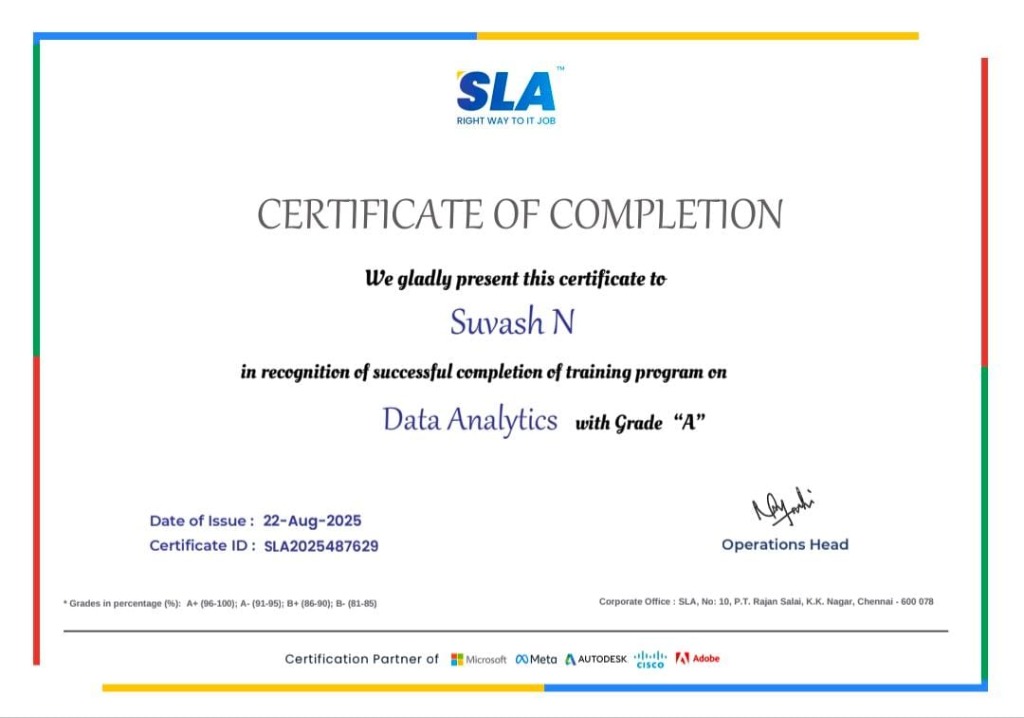 SLA™
RIGHT WAY TO IT JOB
CERTIFICATE OF COMPLETION
We gladly present this certificate to
Suvash N
in recognition of successful completion of training program on
Data Analytics with Grade “A”
Date of Issue : 22-Aug-2025
Certificate ID : SLA2025487629
Operations Head
* Grades in percentage (%): A+ (96-100); A- (91-95); B+ (86-90); B- (81-85)
Corporate Office : SLA, No: 10, P.T. Rajan Salai, K.K. Nagar, Chennai - 600 078
Certification Partner of Microsoft Meta AUTODESK CISCO Adobe